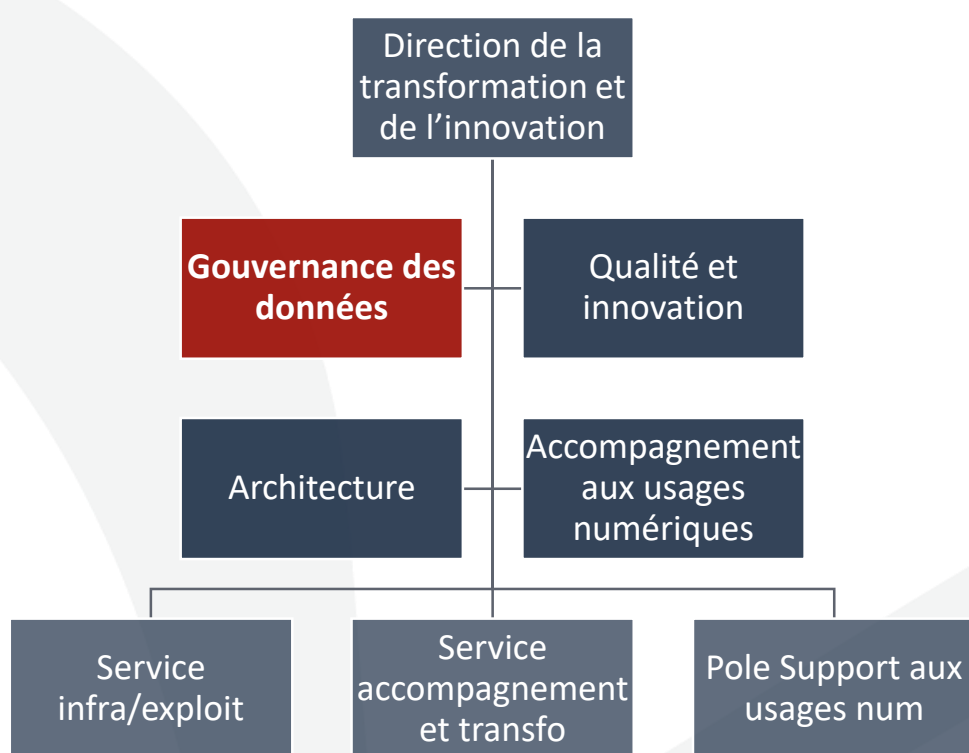 Direction de la
transformation et
de l’innovation
Gouvernance des
données
Qualité et
innovation
Architecture
Accompagnement
aux usages
numériques
Service
infra/exploit
Service
accompagnement
et transfo
Pole Support aux
usages num